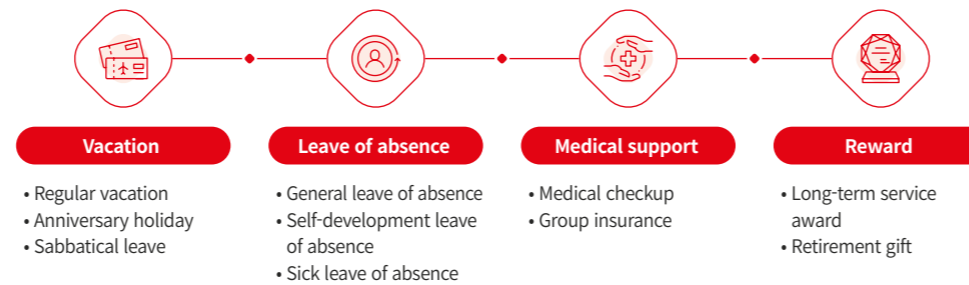 Vacation
• Regular vacation
• Anniversary holiday
• Sabbatical leave
Leave of absence
• General leave of absence
• Self-development leave
of absence
• Sick leave of absence
Medical support
• Medical checkup
• Group insurance
Reward
• Long-term service
award
• Retirement gift